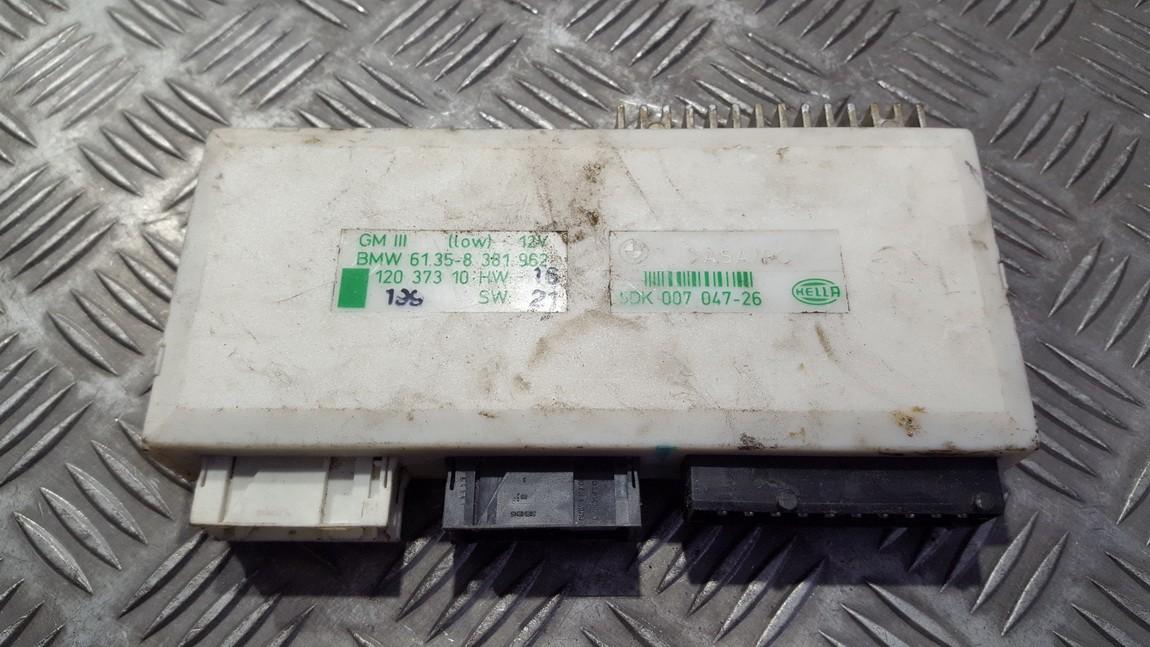 GM III (low) 12V
BMW 61.35-8 381 962
120 373 10 HW 16
106 SW 21
5DK 007 047-26
HELLA